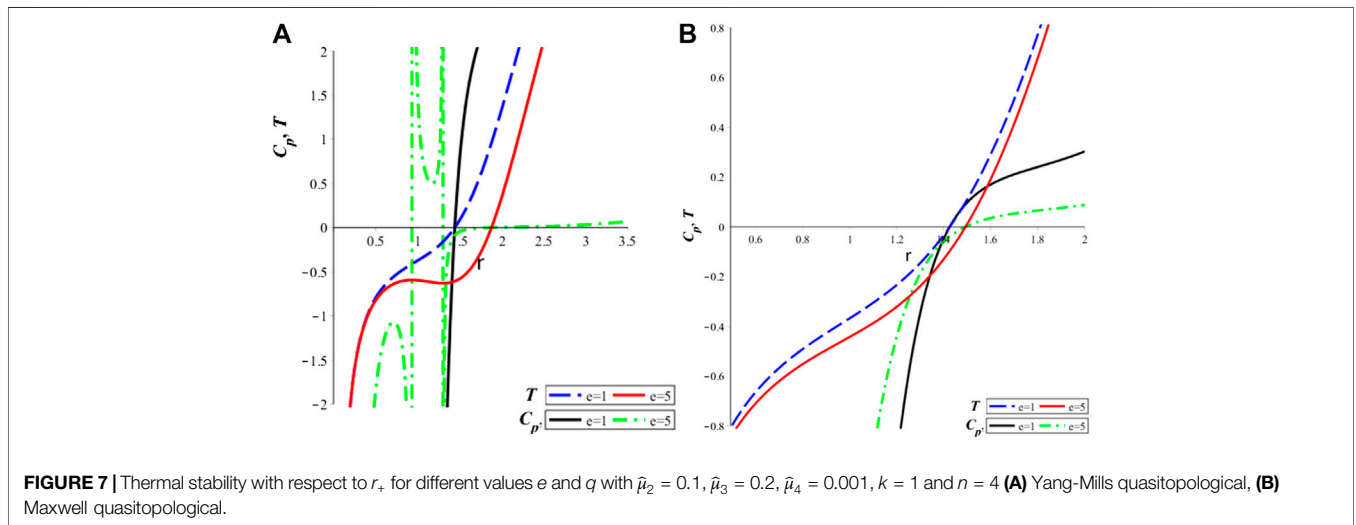 A
B
2
1.5
1
0.5
0
−0.5
−1
−1.5
−2
C_p, T
0.5 1 1.5 2 2.5 3 3.5
r
T e=1 e=5
C_p. e=1 e=5
0.8
0.6
0.4
0.2
0
−0.2
−0.4
−0.6
−0.8
C_p, T
0.6 0.8 1 1.2 1.4 1.6 1.8 2
r
T e=1 e=5
C_p. e=1 e=5
FIGURE 7 | Thermal stability with respect to r₊ for different values e and q with μ̂₂ = 0.1, μ̂₃ = 0.2, μ̂₄ = 0.001, k = 1 and n = 4 (A) Yang-Mills quasitopological, (B)
Maxwell quasitopological.